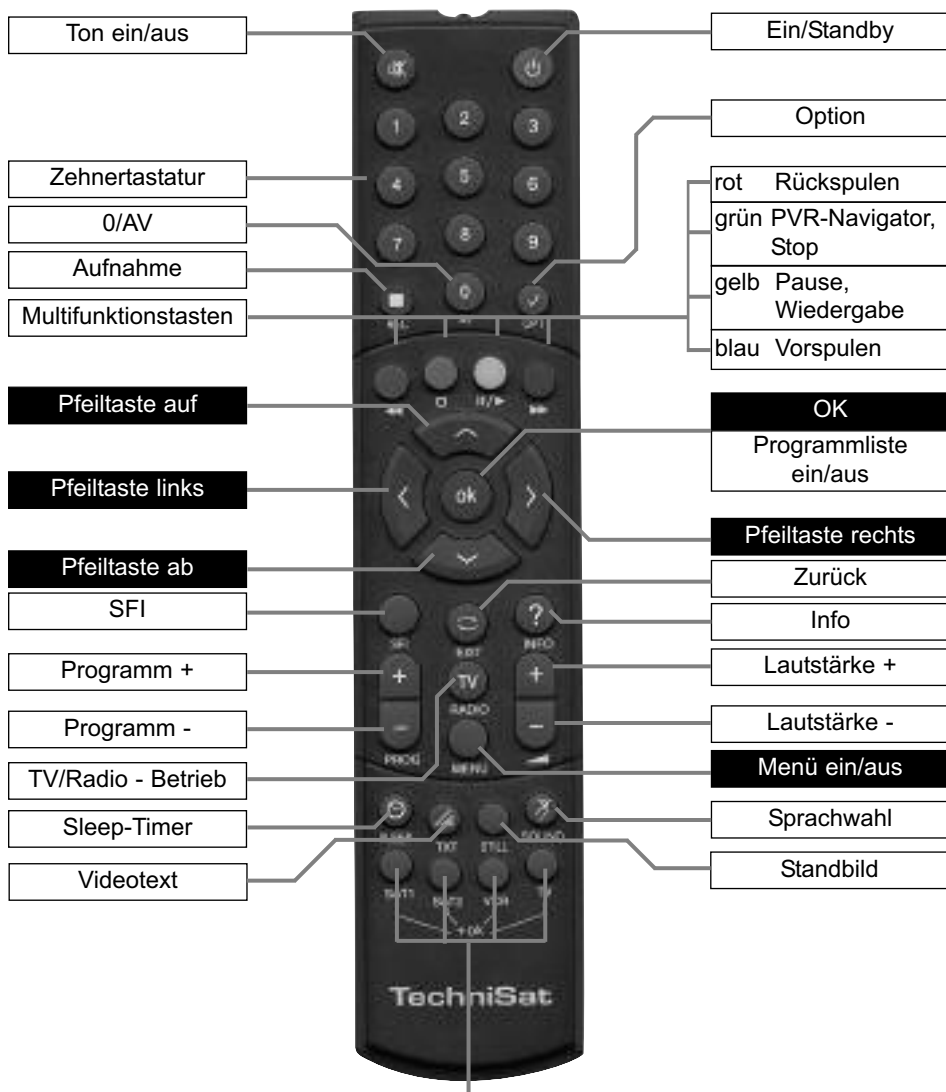 Ton ein/aus
Ein/Standby
Option
Zehnertastatur
0/AV
Aufnahme
Multifunktionstasten
rot Rückspulen
grün PVR-Navigator,
Stop
gelb Pause,
Wiedergabe
blau Vorspulen
Pfeiltaste auf
Pfeiltaste links
Pfeiltaste ab
OK
Programmliste
ein/aus
Pfeiltaste rechts
SFI
Zurück
Info
Programm +
Lautstärke +
Programm -
Lautstärke -
TV/Radio - Betrieb
Menü ein/aus
Sleep-Timer
Sprachwahl
Videotext
Standbild
1 2 3
4 5 6
7 8 9
0
OPT
ok
SFI EXIT ? INFO
+ TV +
RADIO
- -
PROG MENU
TXT STILL SOUND
SAT1 SAT2 VCR TV
+ok
TechniSat